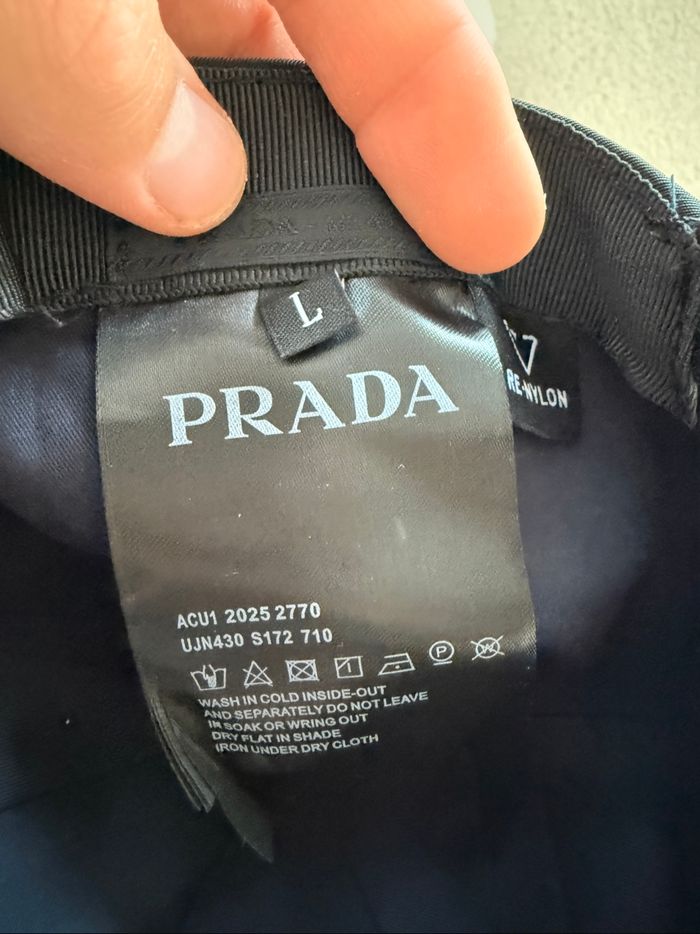 L
PRADA
RE-NYLON
ACU1 2025 2770
UJN430 S172 710
P
W
WASH IN COLD INSIDE-OUT
AND SEPARATELY DO NOT LEAVE
IN SOAK OR WRING OUT
DRY FLAT IN SHADE
IRON UNDER DRY CLOTH